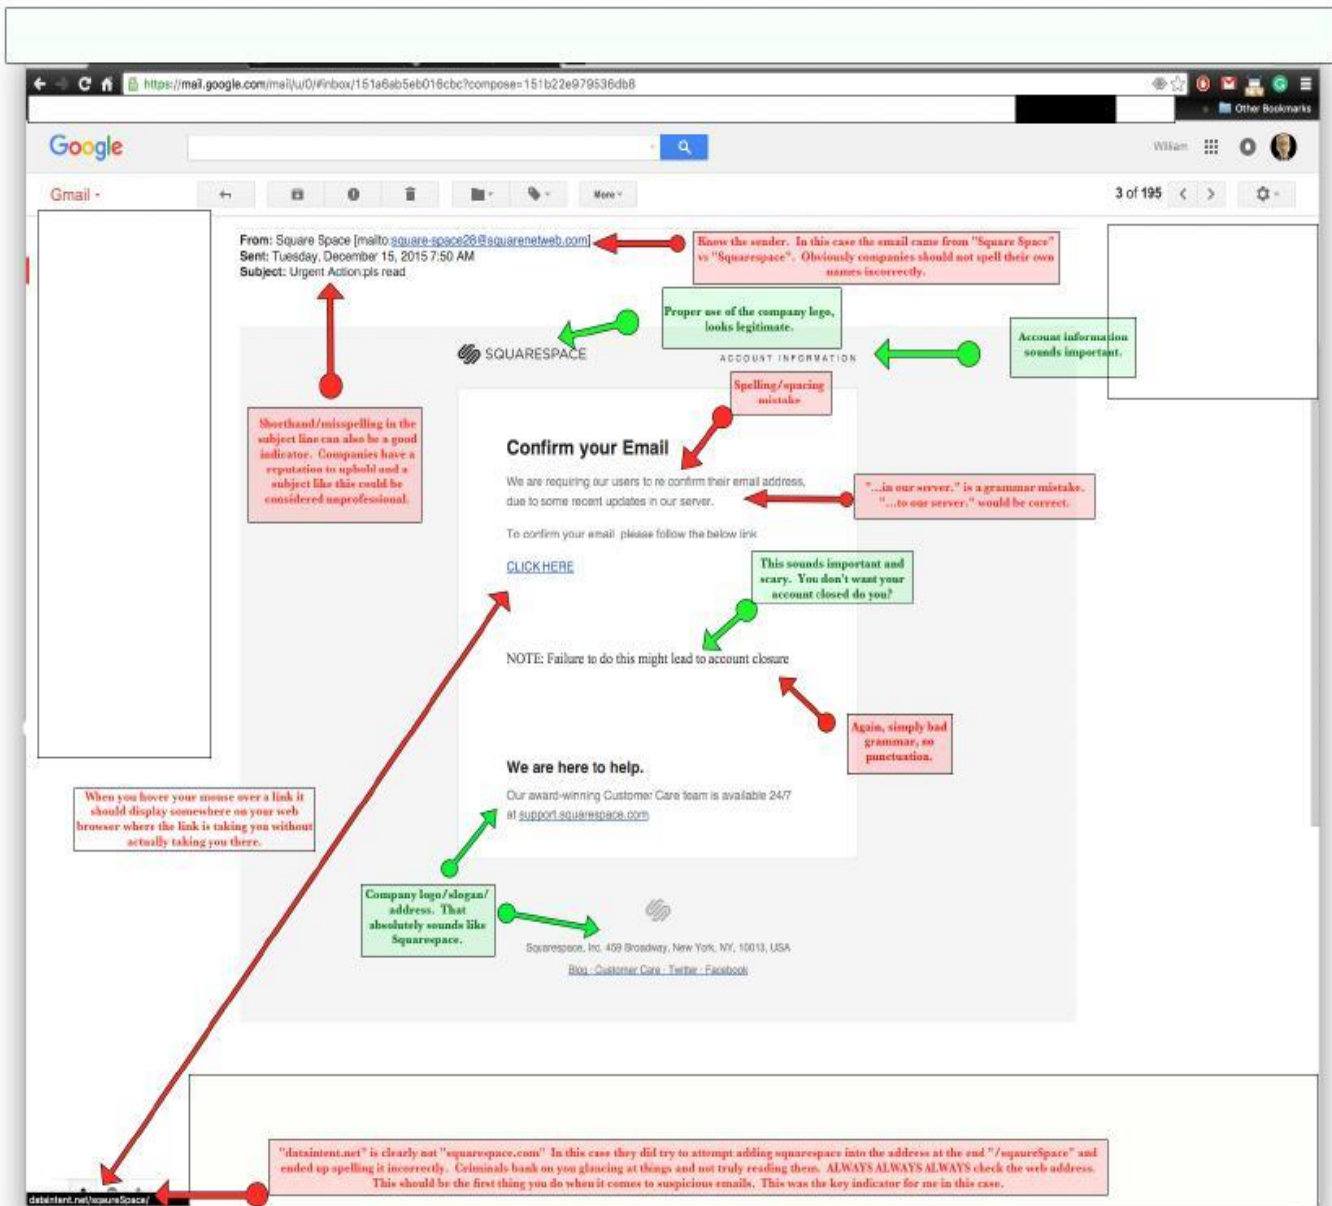 https://mail.google.com/mail/u/0/#inbox/151a6ab5eb016cbc?compose=151b22e979536db8
Other Bookmarks
Google
William
Gmail
More
3 of 195
From: Square Space [mailto:square-space26@squarenetweb.com]
Sent: Tuesday, December 15, 2015 7:50 AM
Subject: Urgent Action:pls read
Know the sender. In this case the email came from "Square Space"
vs "Squarespace". Obviously companies should not spell their own
names incorrectly.
Proper use of the company logo,
looks legitimate.
Account information
sounds important.
SQUARESPACE
ACCOUNT INFORMATION
Spelling/spacing
mistake
Shorthand/misspelling in the
subject line can also be a good
indicator. Companies have a
reputation to uphold and a
subject like this could be
considered unprofessional.
Confirm your Email
We are requiring our users to re confirm their email address,
due to some recent updates in our server.
"...in our server." is a grammar mistake.
"...to our server." would be correct.
To confirm your email please follow the below link
CLICK HERE
This sounds important and
scary. You don't want your
account closed do you?
NOTE: Failure to do this might lead to account closure
Again, simply bad
grammar, no
punctuation.
We are here to help.
Our award-winning Customer Care team is available 24/7
at support.squarespace.com
When you hover your mouse over a link it
should display somewhere on your web
browser where the link is taking you without
actually taking you there.
Company logo/slogan/
address. That
absolutely sounds like
Squarespace.
Squarespace, Inc. 459 Broadway, New York, NY, 10013, USA
Blog · Customer Care · Twitter · Facebook
"dataintent.net" is clearly not "squarespace.com" In this case they did try to attempt adding squarespace into the address at the end "/sqaureSpace" and
ended up spelling it incorrectly. Criminals bank on you glancing at things and not truly reading them. ALWAYS ALWAYS ALWAYS check the web address.
This should be the first thing you do when it comes to suspicious emails. This was the key indicator for me in this case.
dataintent.net/sqaureSpace/